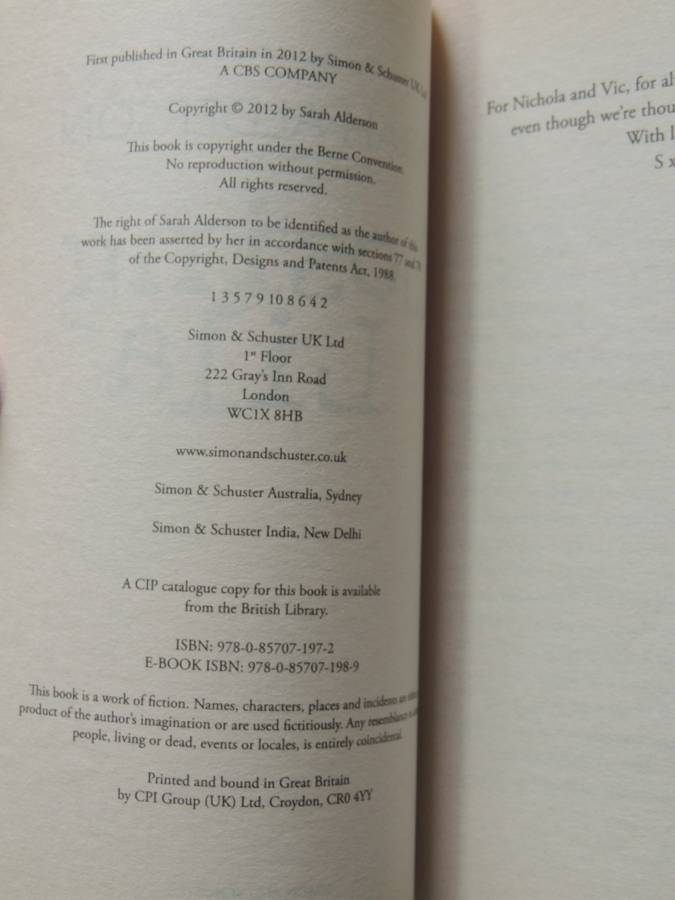 First published in Great Britain in 2012 by Simon & Schuster UK
A CBS COMPANY
Copyright © 2012 by Sarah Alderson
This book is copyright under the Berne Convention.
No reproduction without permission.
All rights reserved.
The right of Sarah Alderson to be identified as the author of this
work has been asserted by her in accordance with sections 77 and
of the Copyright, Designs and Patents Act, 1988.
1 3 5 7 9 10 8 6 4 2
Simon & Schuster UK Ltd
1st Floor
222 Gray's Inn Road
London
WC1X 8HB
www.simonandschuster.co.uk
Simon & Schuster Australia, Sydney
Simon & Schuster India, New Delhi
A CIP catalogue copy for this book is available
from the British Library.
ISBN: 978-0-85707-197-2
E-BOOK ISBN: 978-0-85707-198-9
This book is a work of fiction. Names, characters, places and incidents are
product of the author's imagination or are used fictitiously. Any resemblance
people, living or dead, events or locales, is entirely coincidental.
Printed and bound in Great Britain
by CPI Group (UK) Ltd, Croydon, CR0 4YY
For Nichola and Vic, for
even though we're
With
S x